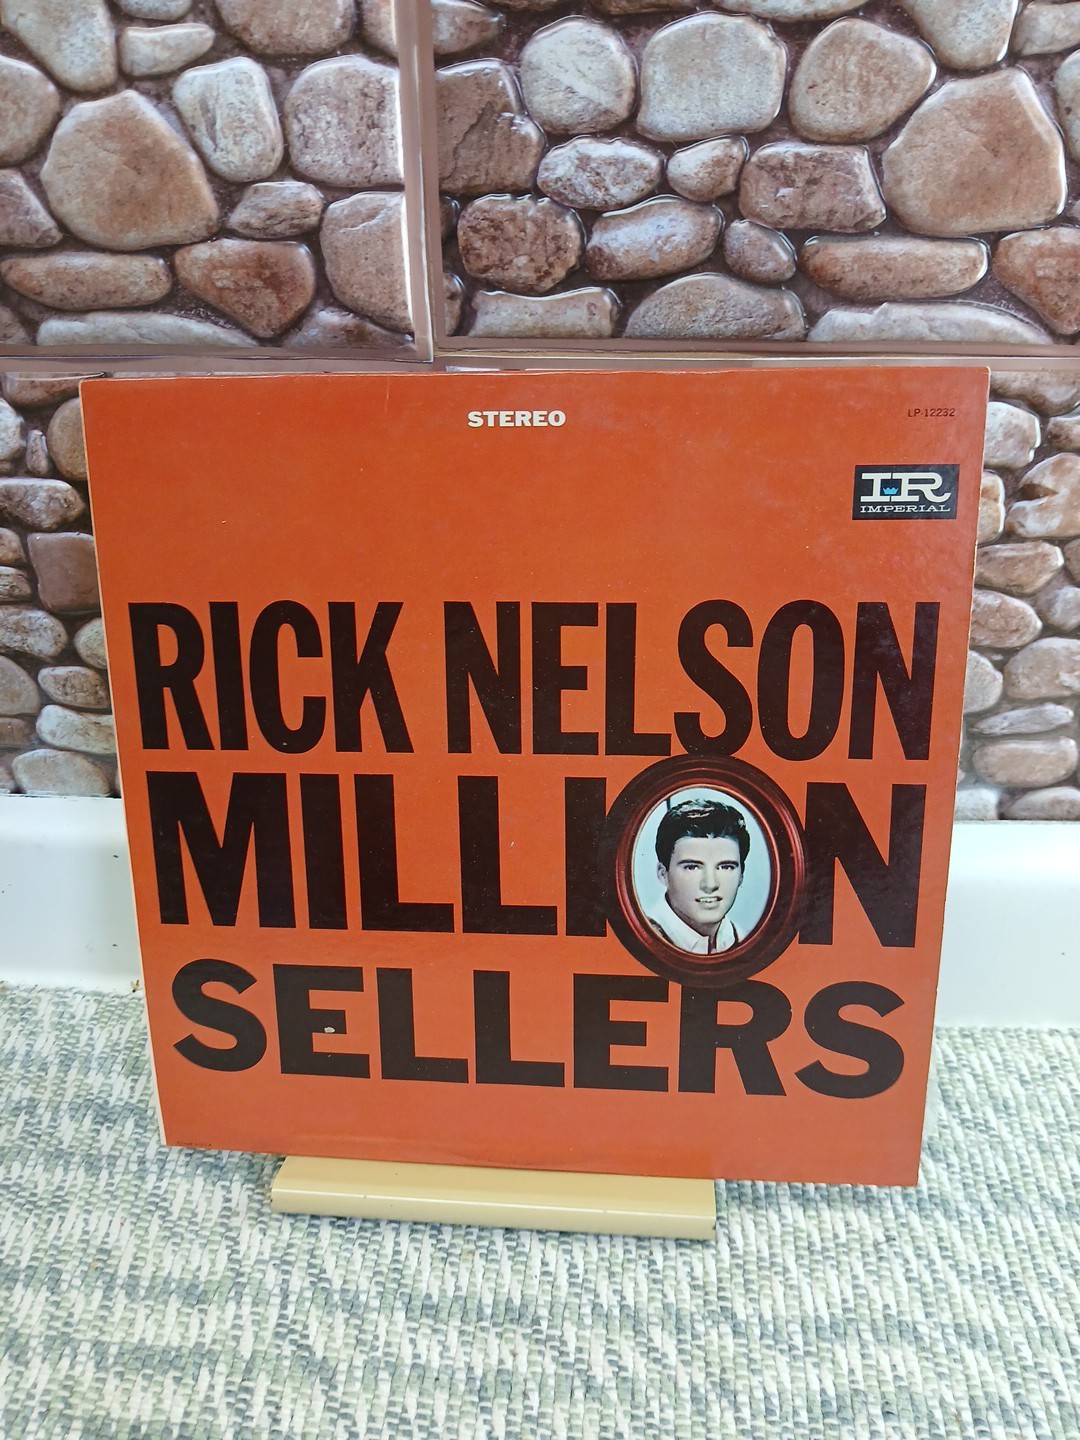 STEREO
LP-12232
IR
IMPERIAL
RICK NELSON
MILLION
SELLERS